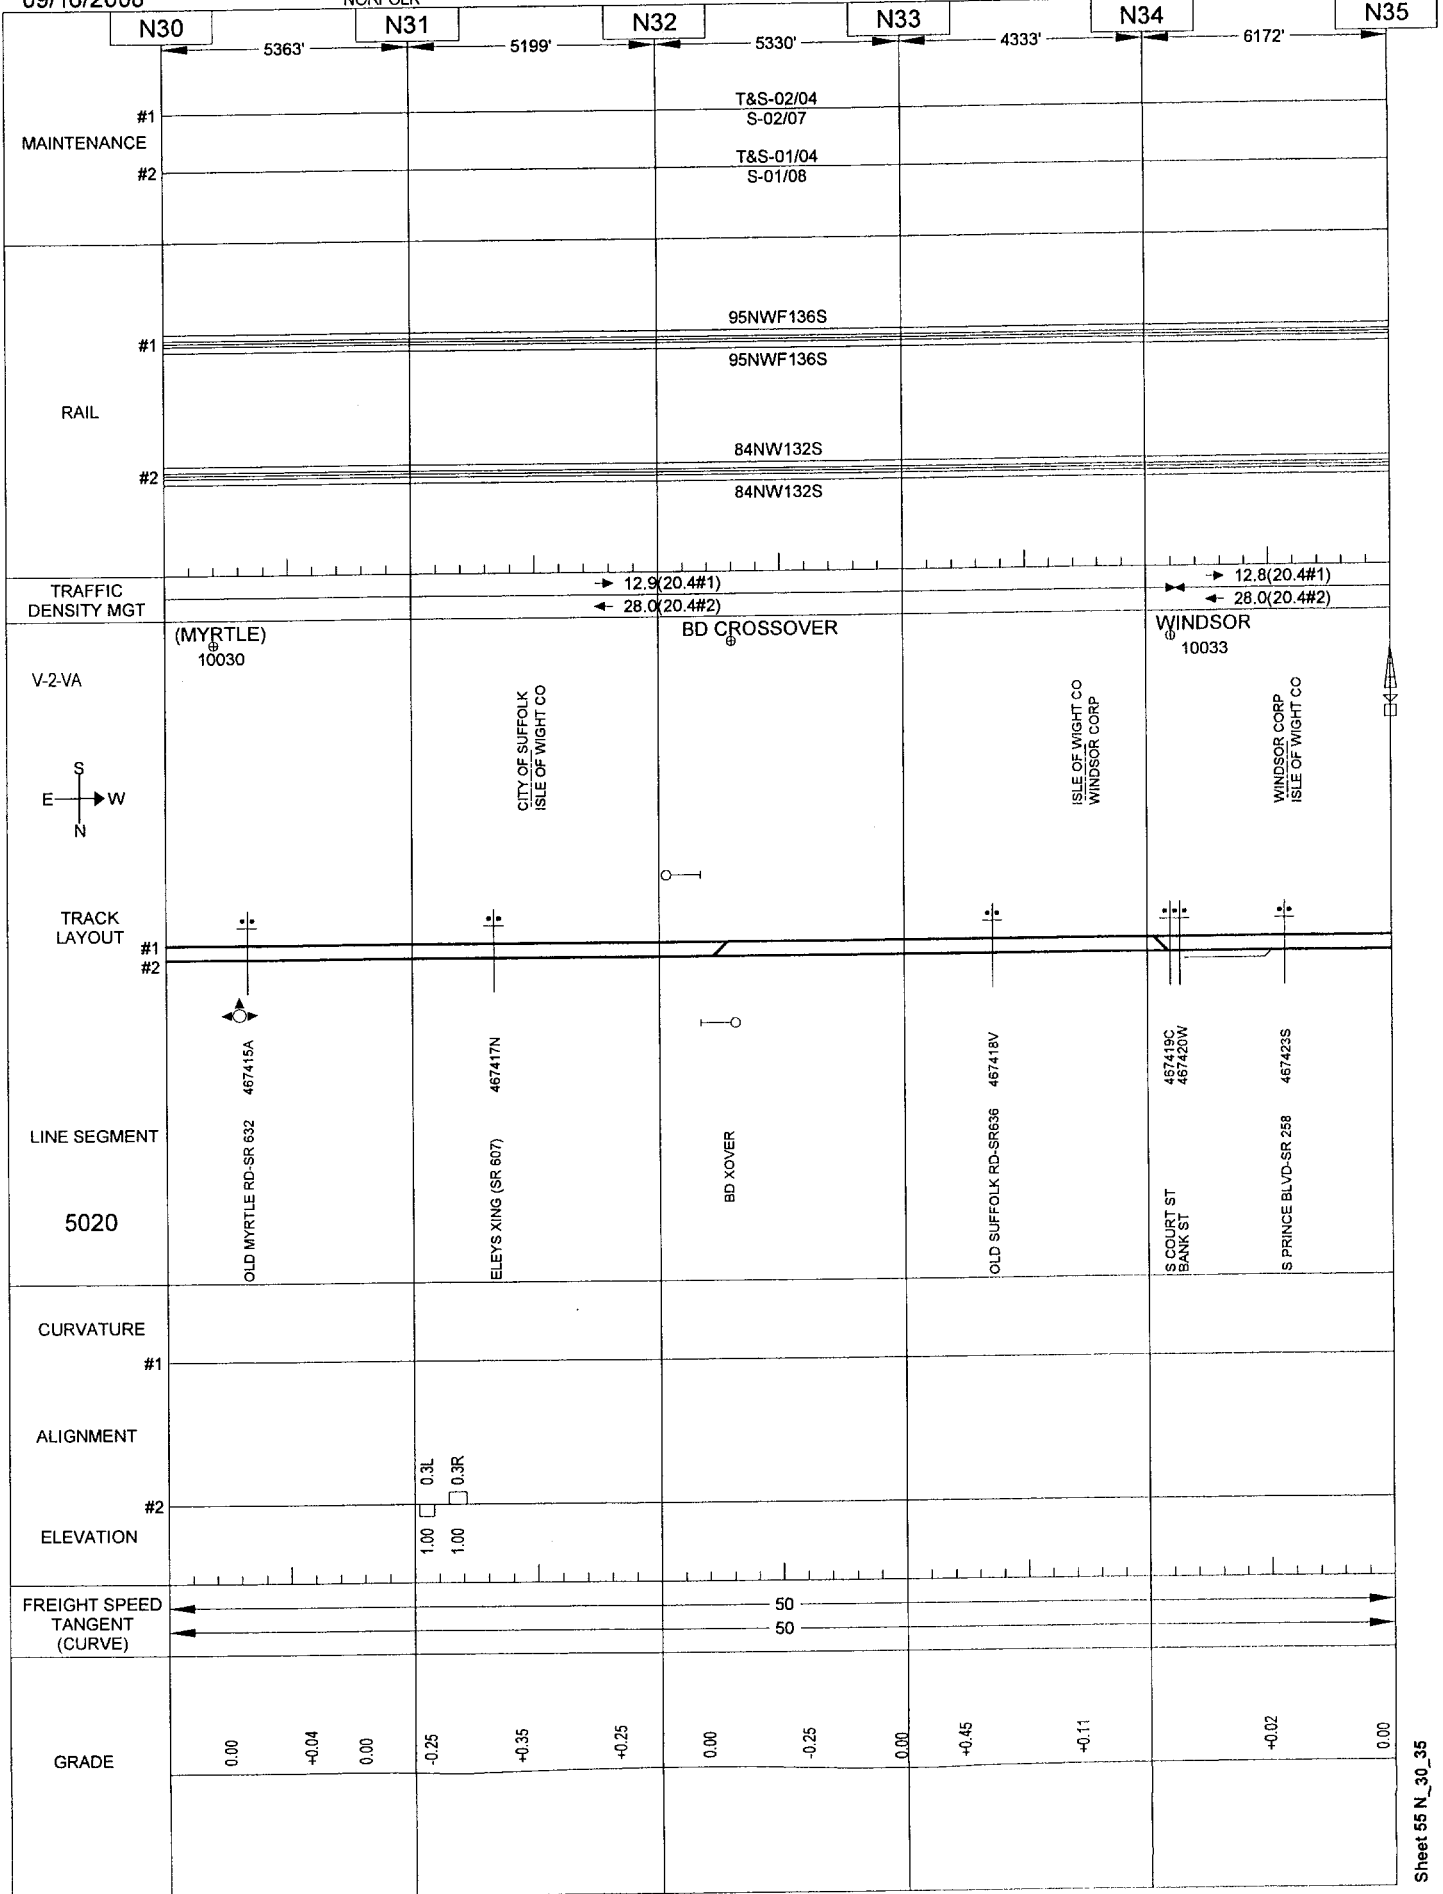 09/16/2008
NORFOLK
N30
N31
N32
N33
N34
N35
5363'
5199'
5330'
4333'
6172'
MAINTENANCE
#1
T&S-02/04
S-02/07
#2
T&S-01/04
S-01/08
RAIL
#1
95NWF136S
95NWF136S
#2
84NW132S
84NW132S
TRAFFIC
DENSITY MGT
12.9(20.4#1)
28.0(20.4#2)
12.8(20.4#1)
28.0(20.4#2)
(MYRTLE)
10030
BD CROSSOVER
WINDSOR
10033
V-2-VA
CITY OF SUFFOLK
ISLE OF WIGHT CO
ISLE OF WIGHT CO
WINDSOR CORP
WINDSOR CORP
ISLE OF WIGHT CO
S
E W
N
TRACK
LAYOUT
#1
#2
OLD MYRTLE RD-SR 632 467415A
ELEYS XING (SR 607) 467417N
BD XOVER
OLD SUFFOLK RD-SR636 467418V
S COURT ST 467419C
BANK ST 467420W
S PRINCE BLVD-SR 258 467423S
LINE SEGMENT
5020
CURVATURE
#1
ALIGNMENT
#2
ELEVATION
0.3L
0.3R
1.00
1.00
FREIGHT SPEED
TANGENT
(CURVE)
50
50
GRADE
0.00
+0.04
0.00
-0.25
+0.35
+0.25
0.00
-0.25
0.00
+0.45
+0.11
+0.02
0.00
Sheet 55 N_30_35